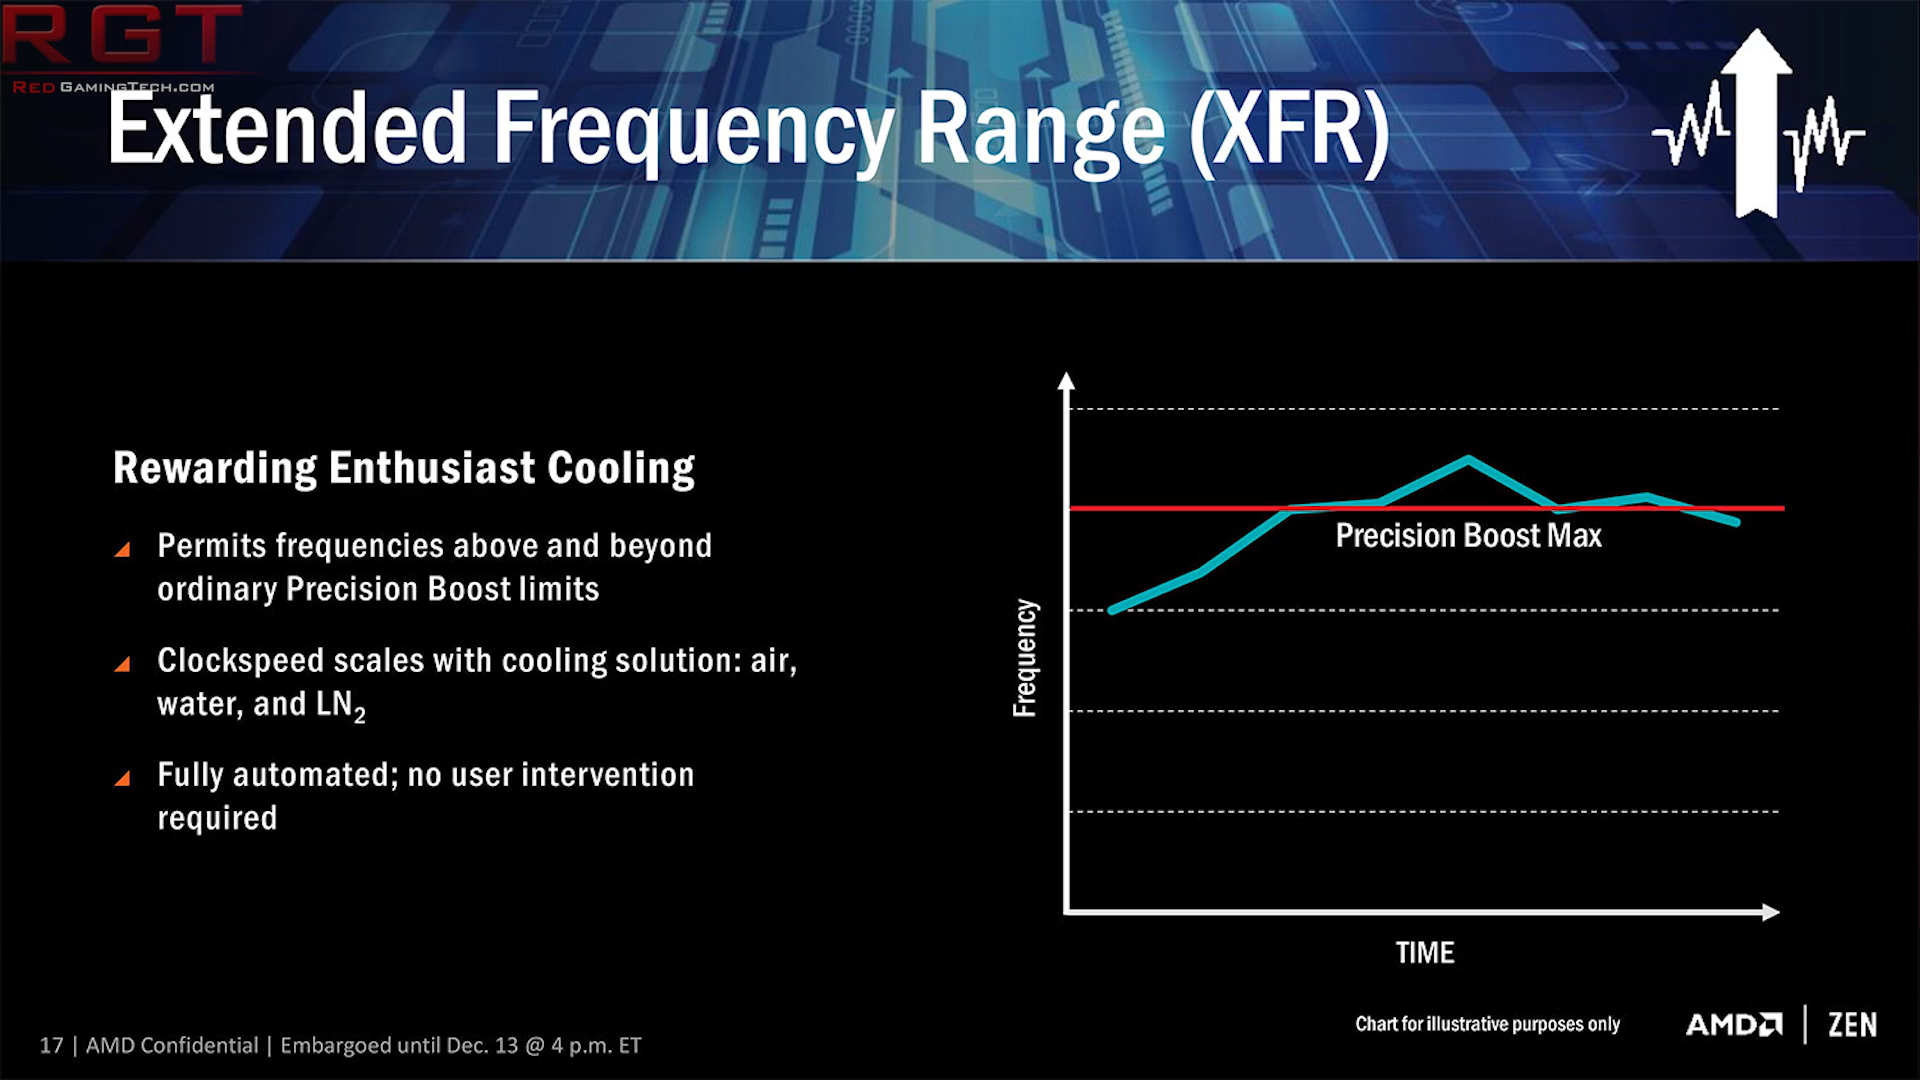 RGT
RedGamingTech.com
Extended Frequency Range (XFR)
Rewarding Enthusiast Cooling
Permits frequencies above and beyond
ordinary Precision Boost limits
Clockspeed scales with cooling solution: air,
water, and LN₂
Fully automated; no user intervention
required
Precision Boost Max
Frequency
TIME
Chart for illustrative purposes only
AMD | ZEN
17 | AMD Confidential | Embargoed until Dec. 13 @ 4 p.m. ET